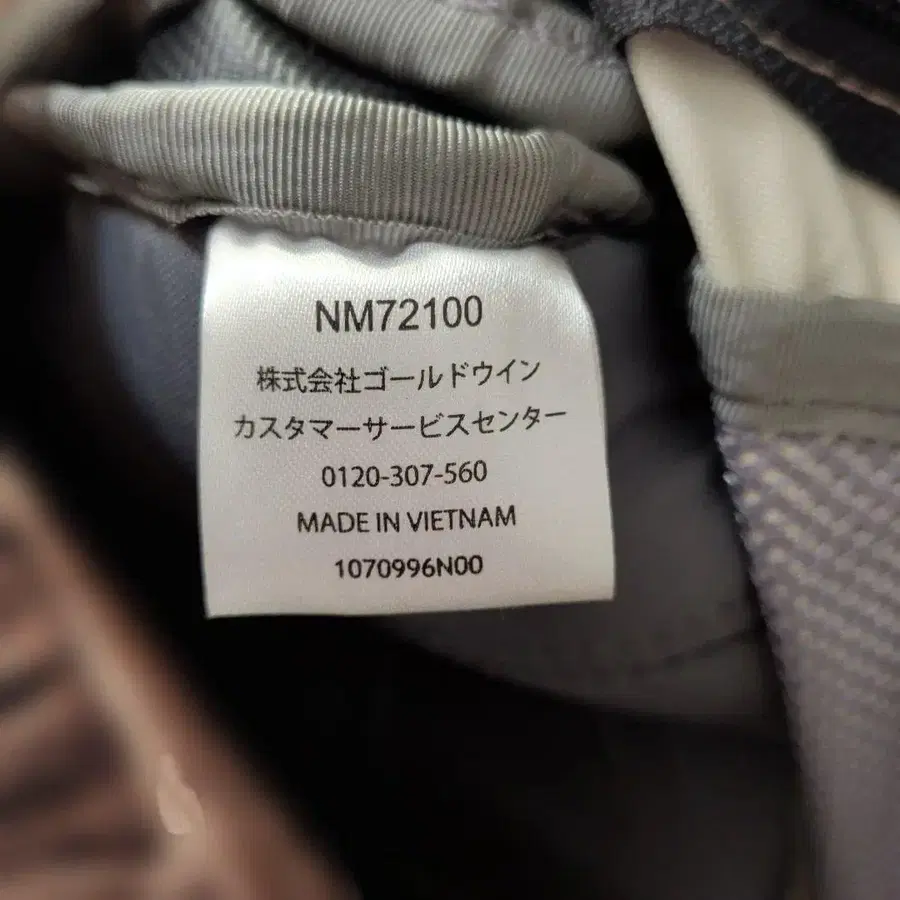 NM72100
株式会社ゴールドウイン
カスタマーサービスセンター
0120-307-560
MADE IN VIETNAM
1070996N00